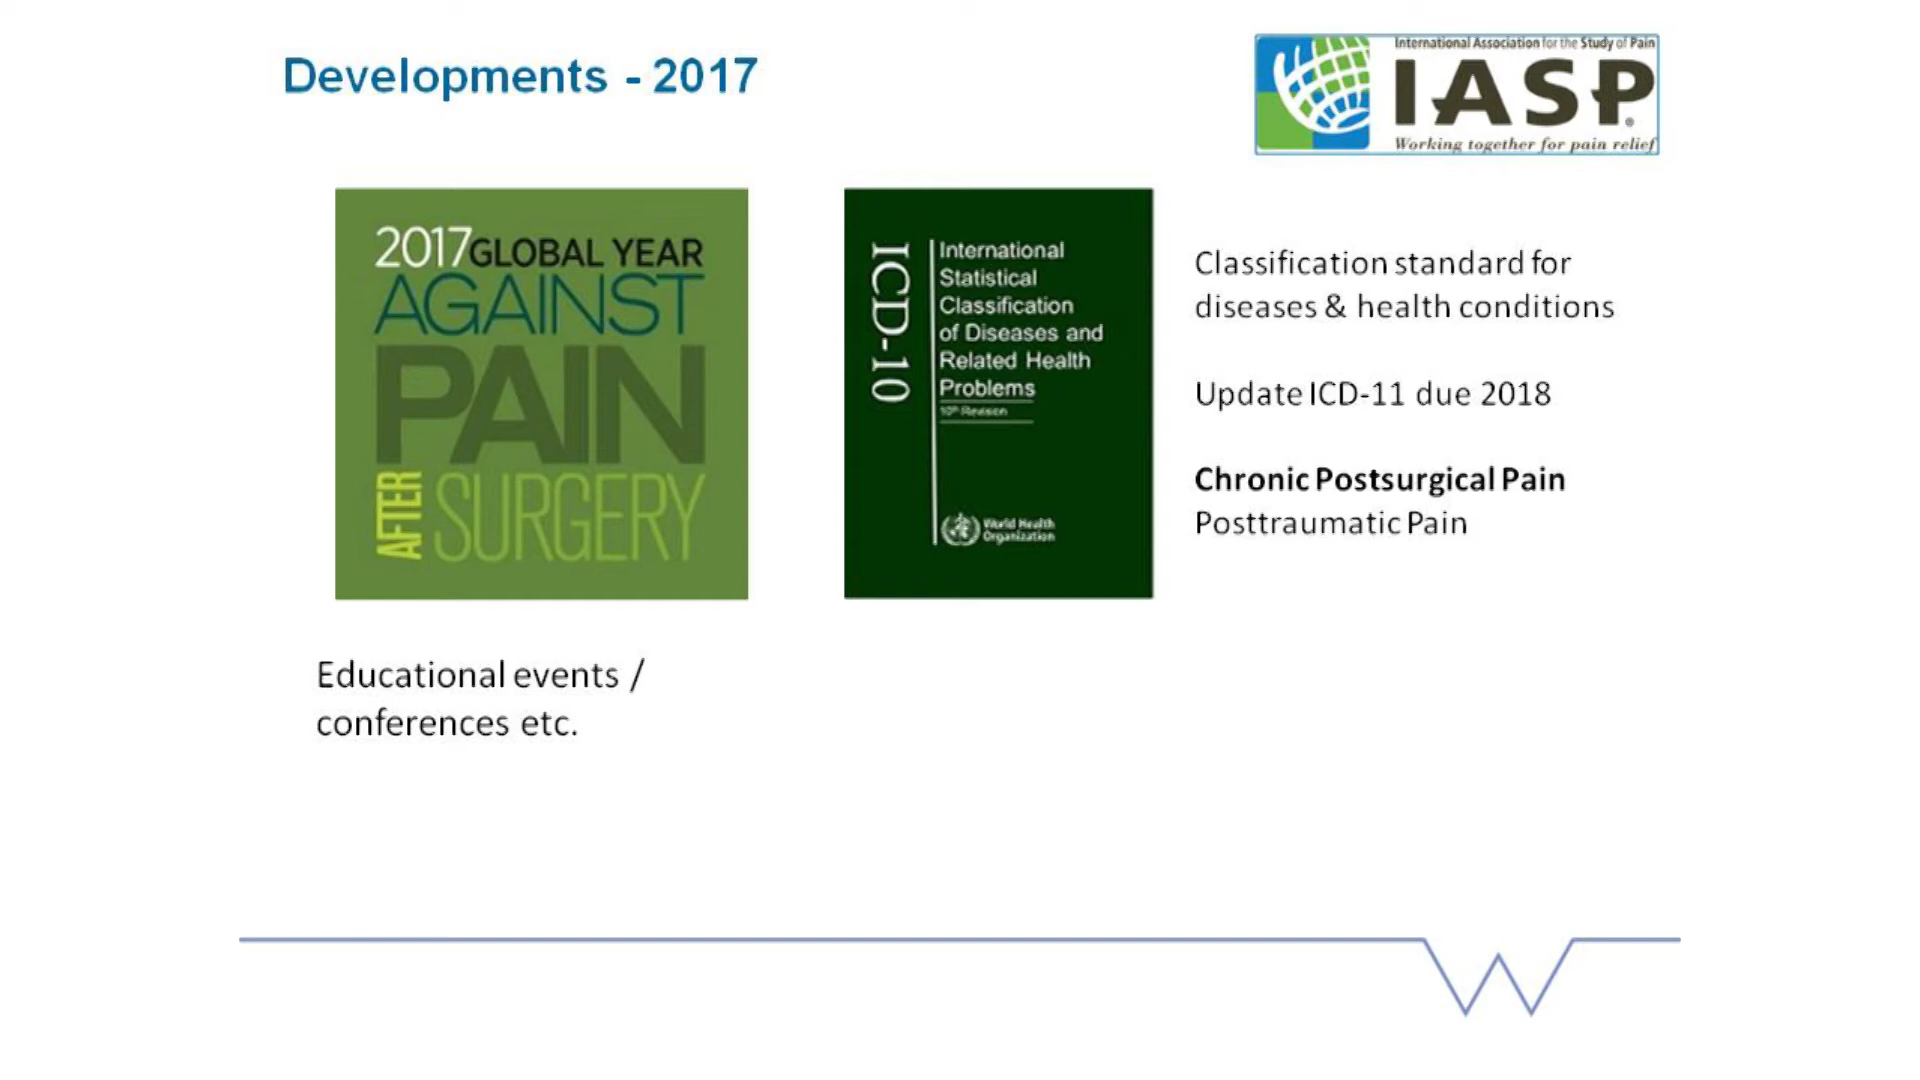 Developments - 2017
International Association for the Study of Pain
IASP®
Working together for pain relief
2017 GLOBAL YEAR
AGAINST
PAIN
AFTER
SURGERY
Educational events /
conferences etc.
ICD-10
International
Statistical
Classification
of Diseases and
Related Health
Problems
10th Revision
World Health
Organization
Classification standard for
diseases & health conditions
Update ICD-11 due 2018
Chronic Postsurgical Pain
Posttraumatic Pain